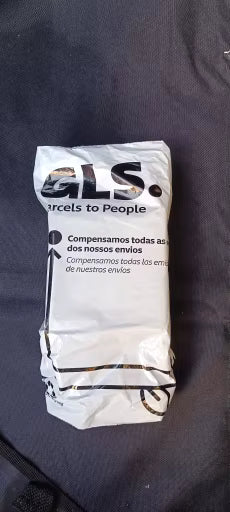 GLS.
arcels to People
Compensamos todas as
dos nossos envios
Compensamos todas las emi
de nuestros envíos